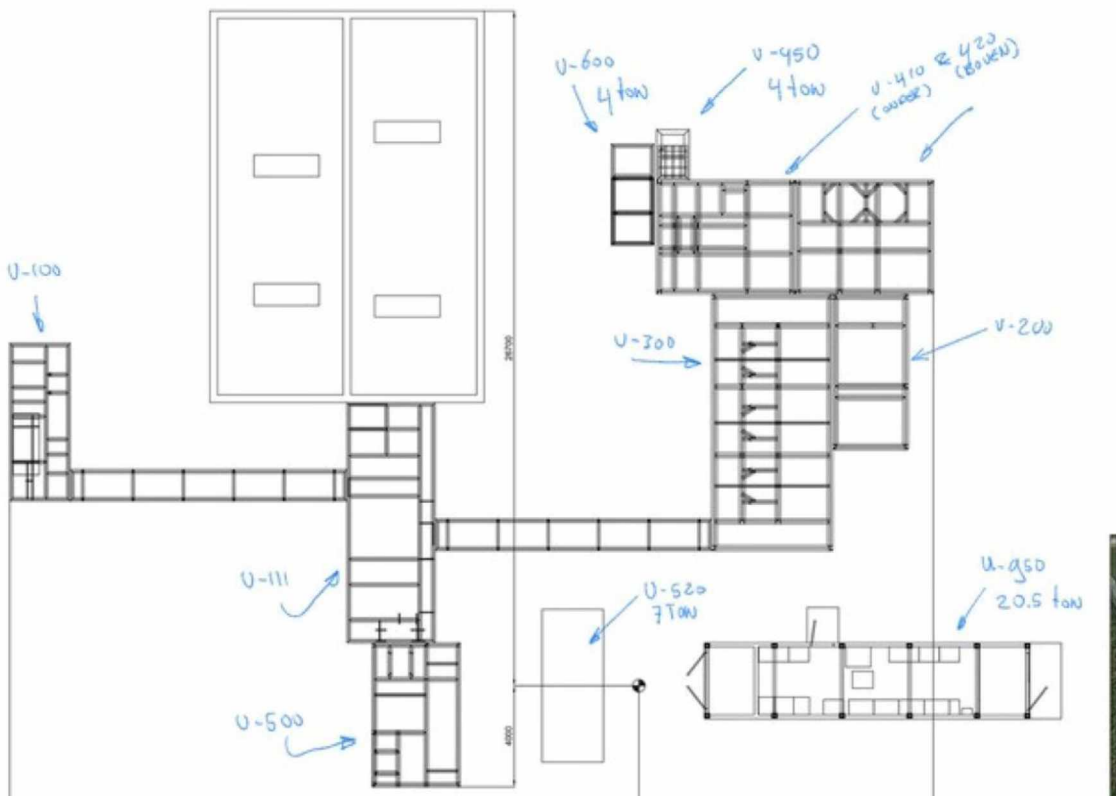 U-600
4 ton
U-450
4 ton
U-410 & 420
(ONDER) (BOVEN)
U-100
26700
U-300
U-200
U-111
U-520
7 TON
U-950
20.5 ton
U-500
4000